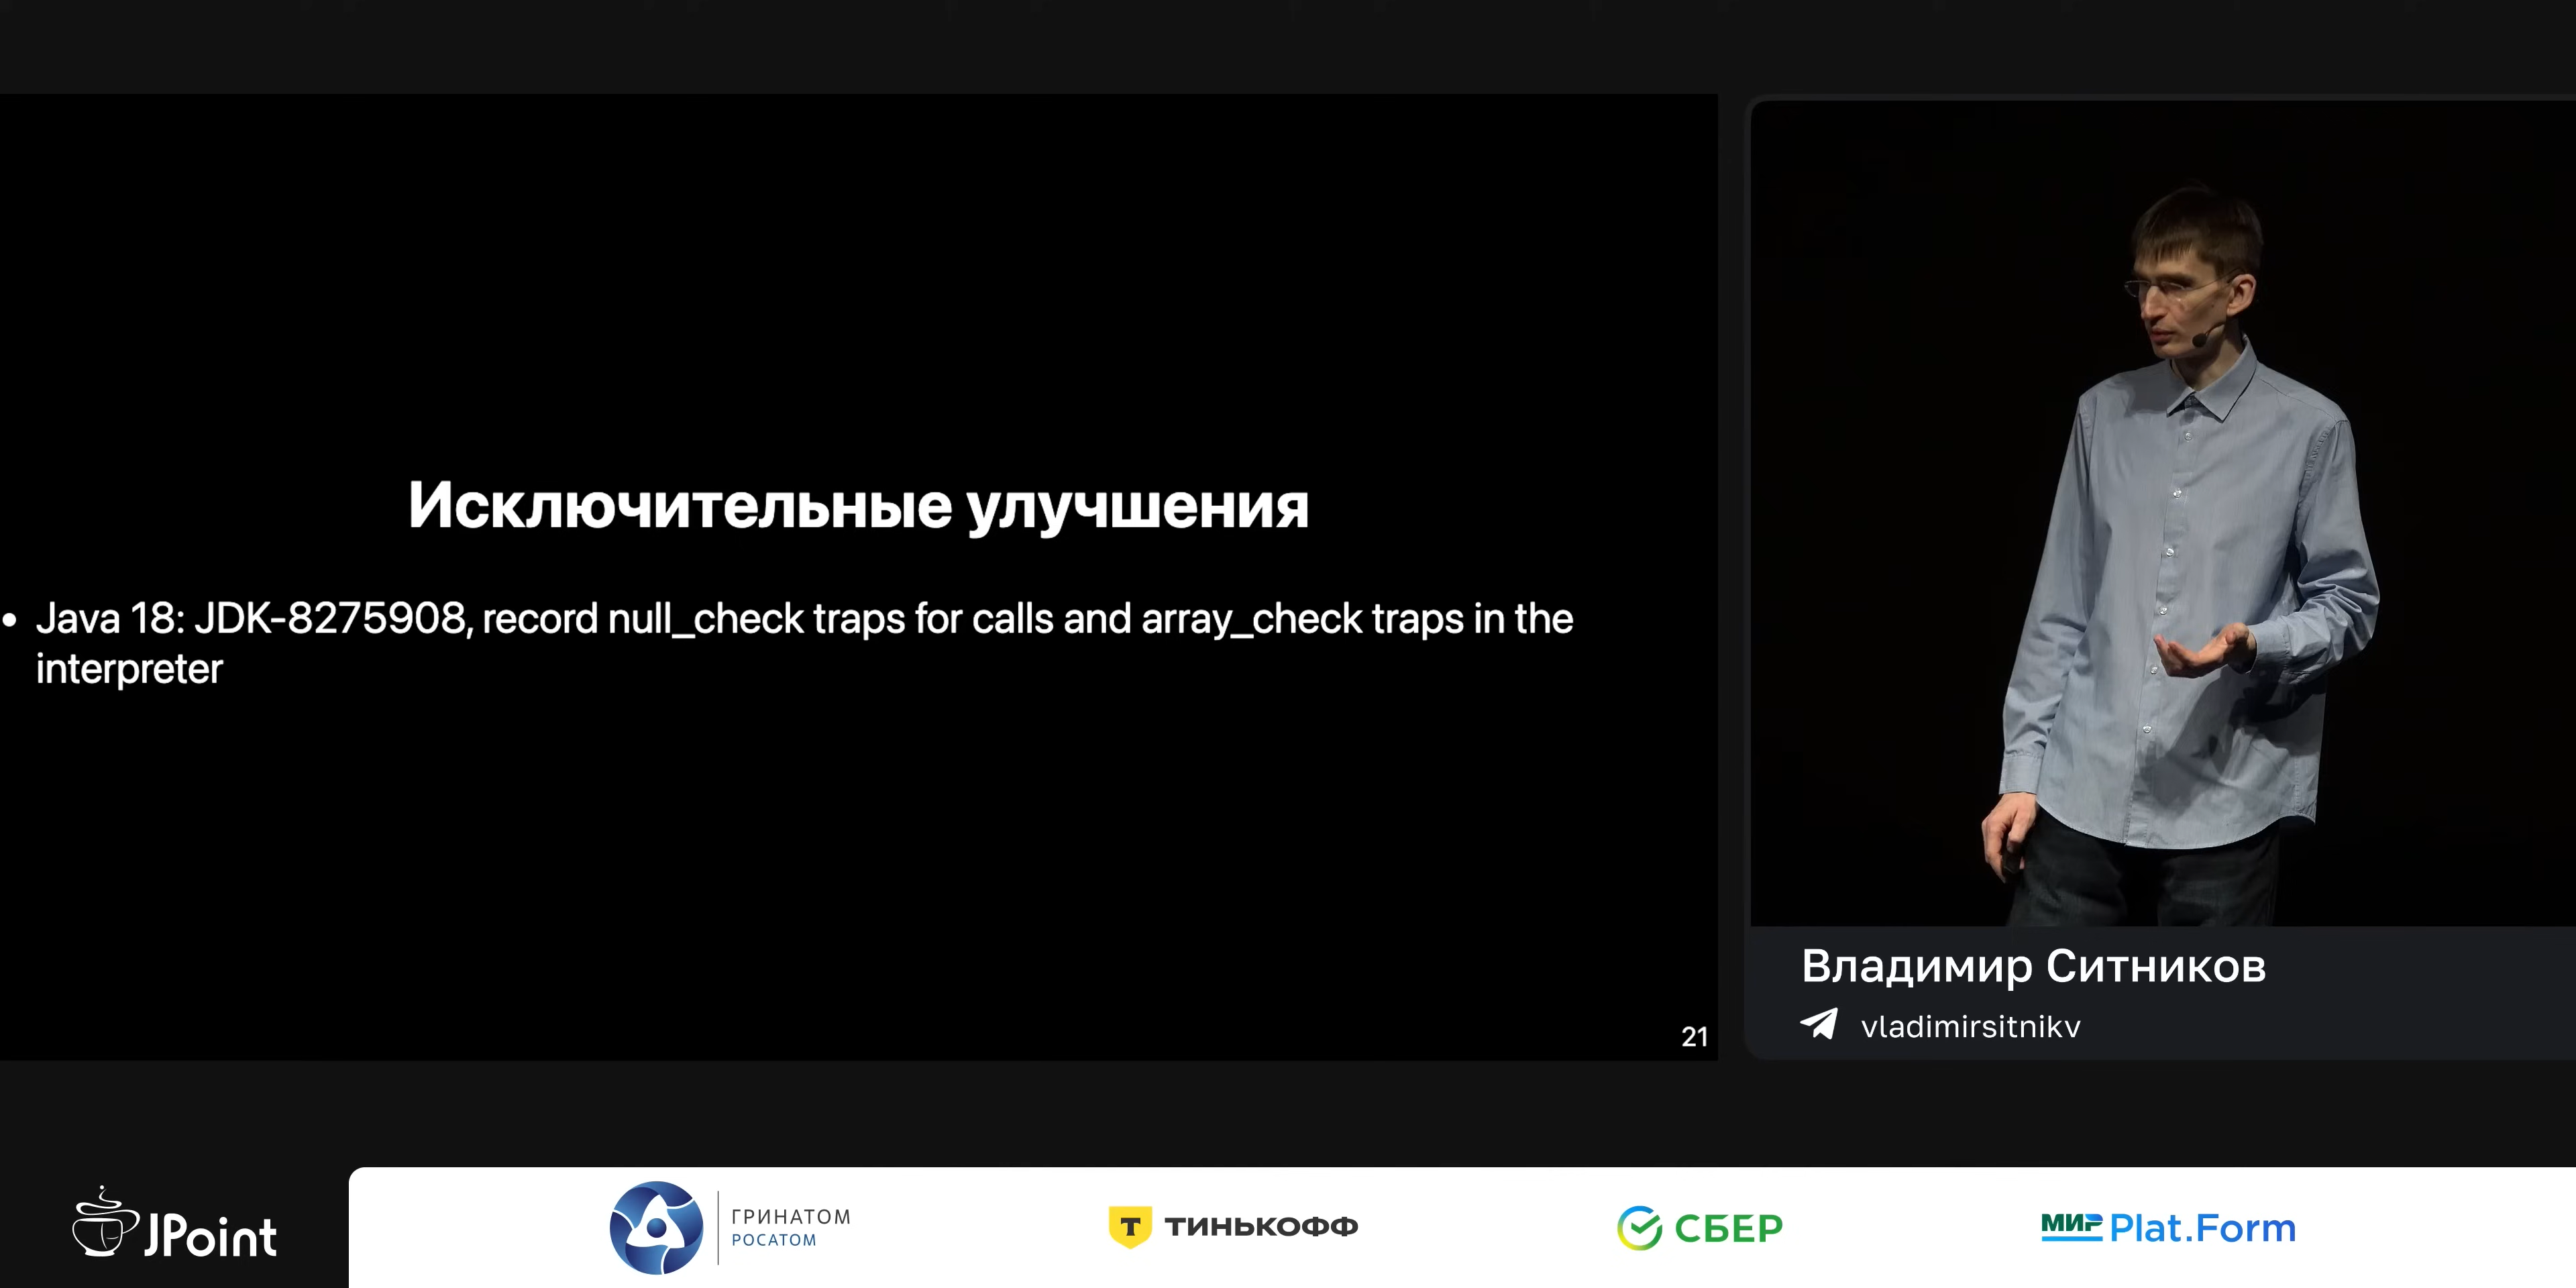 Исключительные улучшения
• Java 18: JDK-8275908, record null_check traps for calls and array_check traps in the
interpreter
21
Владимир Ситников
vladimirsitnikv
JPoint
ГРИНАТОМ
РОСАТОМ
Т ТИНЬКОФФ
СБЕР
МИР Plat.Form